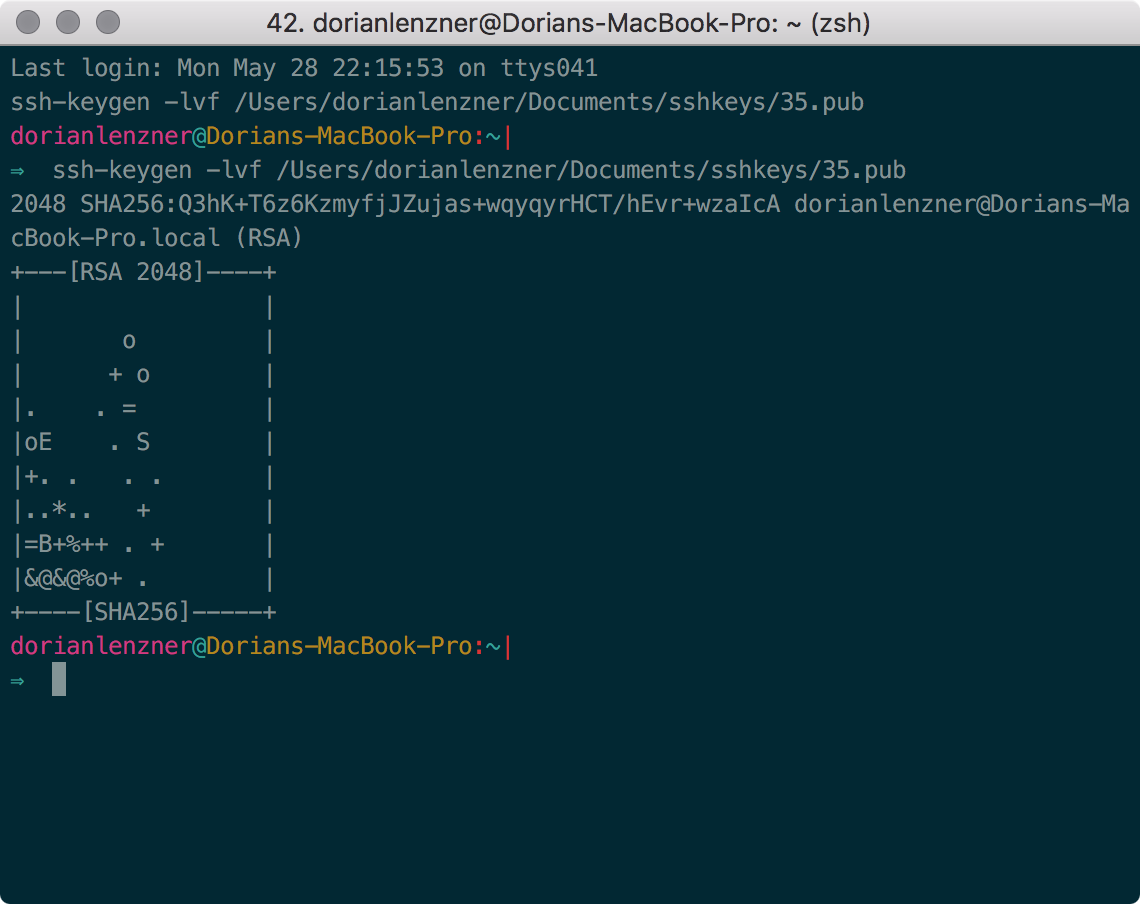 42. dorianlenzner@Dorians-MacBook-Pro: ~ (zsh)
Last login: Mon May 28 22:15:53 on ttys041
ssh-keygen -lvf /Users/dorianlenzner/Documents/sshkeys/35.pub
dorianlenzner@Dorians-MacBook-Pro:~|
⇒  ssh-keygen -lvf /Users/dorianlenzner/Documents/sshkeys/35.pub
2048 SHA256:Q3hK+T6z6KzmyfjJZujas+wqyqyrHCT/hEvr+wzaIcA dorianlenzner@Dorians-Ma
cBook-Pro.local (RSA)
+---[RSA 2048]----+
|                 |
|       o         |
|      + o        |
|.    . =         |
|oE    . S        |
|+. .   . .       |
|..*..   +        |
|=B+%++ . +       |
|&@&@%o+ .        |
+----[SHA256]-----+
dorianlenzner@Dorians-MacBook-Pro:~|
⇒